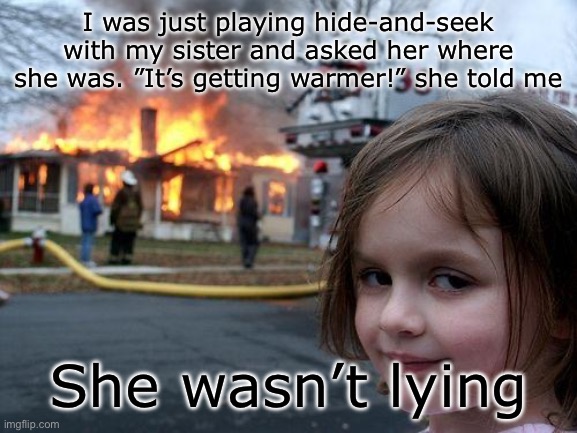 I was just playing hide-and-seek
with my sister and asked her where
she was. ”It’s getting warmer!” she told me
She wasn’t lying
imgflip.com